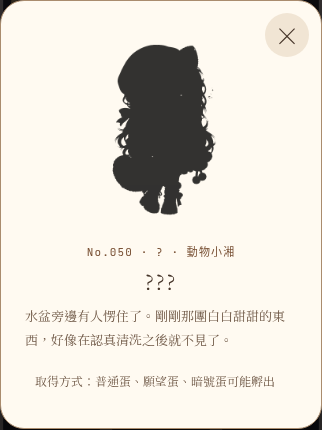 No.050 · ? · 動物小湘
???
水盆旁邊有人愣住了。剛剛那團白白甜甜的東
西，好像在認真清洗之後就不見了。
取得方式：普通蛋、願望蛋、暗號蛋可能孵出